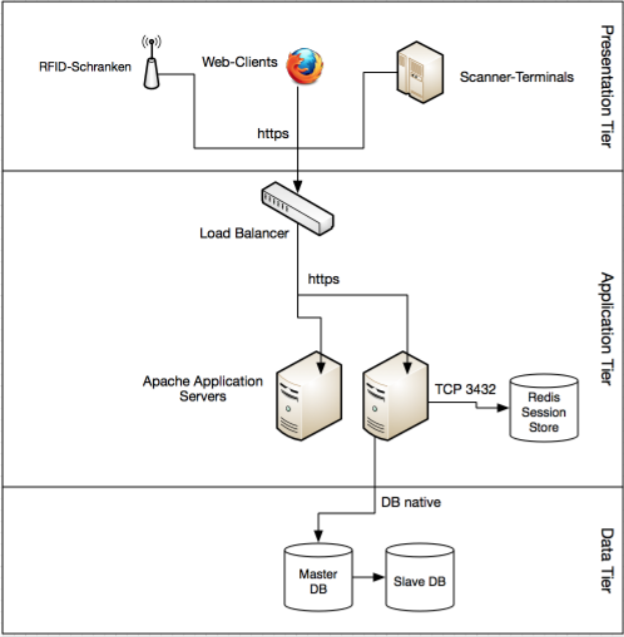 RFID-Schranken
Web-Clients
Scanner-Terminals
Presentation Tier
https
Load Balancer
https
Application Tier
Apache Application
Servers
TCP 3432
Redis
Session
Store
DB native
Data Tier
Master
DB
Slave DB